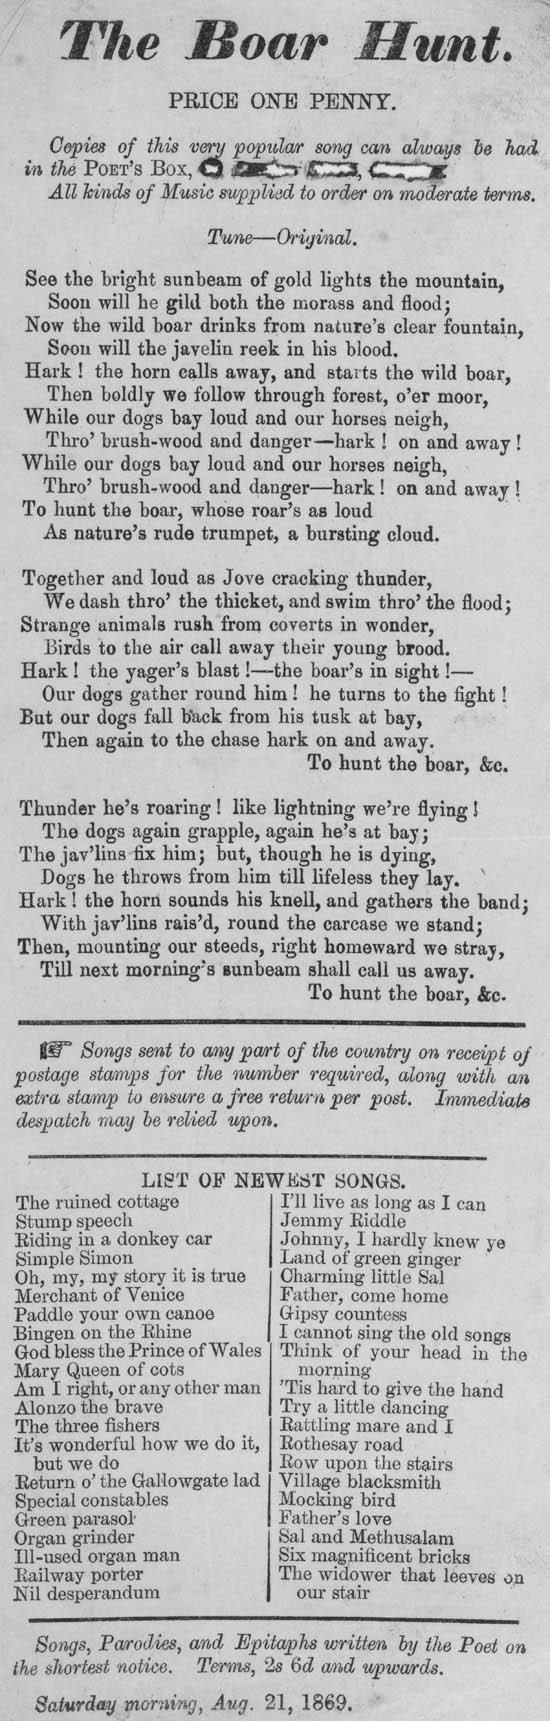 The Boar Hunt.
PRICE ONE PENNY.
Copies of this very popular song can always be had
in the POET'S BOX,
All kinds of Music supplied to order on moderate terms.
Tune—Original.
See the bright sunbeam of gold lights the mountain,
Soon will he gild both the morass and flood;
Now the wild boar drinks from nature's clear fountain,
Soon will the javelin reek in his blood.
Hark! the horn calls away, and starts the wild boar,
Then boldly we follow through forest, o'er moor,
While our dogs bay loud and our horses neigh,
Thro' brush-wood and danger—hark! on and away!
While our dogs bay loud and our horses neigh,
Thro' brush-wood and danger—hark! on and away!
To hunt the boar, whose roar's as loud
As nature's rude trumpet, a bursting cloud.
Together and loud as Jove cracking thunder,
We dash thro' the thicket, and swim thro' the flood;
Strange animals rush from coverts in wonder,
Birds to the air call away their young brood.
Hark! the yager's blast!—the boar's in sight!—
Our dogs gather round him! he turns to the fight!
But our dogs fall back from his tusk at bay,
Then again to the chase hark on and away.
To hunt the boar, &c.
Thunder he's roaring! like lightning we're flying!
The dogs again grapple, again he's at bay;
The jav'lins fix him; but, though he is dying,
Dogs he throws from him till lifeless they lay.
Hark! the horn sounds his knell, and gathers the band;
With jav'lins rais'd, round the carcase we stand;
Then, mounting our steeds, right homeward we stray,
Till next morning's sunbeam shall call us away.
To hunt the boar, &c.
☞ Songs sent to any part of the country on receipt of
postage stamps for the number required, along with an
extra stamp to ensure a free return per post. Immediate
despatch may be relied upon.
LIST OF NEWEST SONGS.
The ruined cottage
Stump speech
Riding in a donkey car
Simple Simon
Oh, my, my story it is true
Merchant of Venice
Paddle your own canoe
Bingen on the Rhine
God bless the Prince of Wales
Mary Queen of cots
Am I right, or any other man
Alonzo the brave
The three fishers
It's wonderful how we do it,
but we do
Return o' the Gallowgate lad
Special constables
Green parasol
Organ grinder
Ill-used organ man
Railway porter
Nil desperandum
I'll live as long as I can
Jemmy Riddle
Johnny, I hardly knew ye
Land of green ginger
Charming little Sal
Father, come home
Gipsy countess
I cannot sing the old songs
Think of your head in the
morning
'Tis hard to give the hand
Try a little dancing
Rattling mare and I
Rothesay road
Row upon the stairs
Village blacksmith
Mocking bird
Father's love
Sal and Methusalam
Six magnificent bricks
The widower that leeves on
our stair
Songs, Parodies, and Epitaphs written by the Poet on
the shortest notice. Terms, 2s 6d and upwards.
Saturday morning, Aug. 21, 1869.